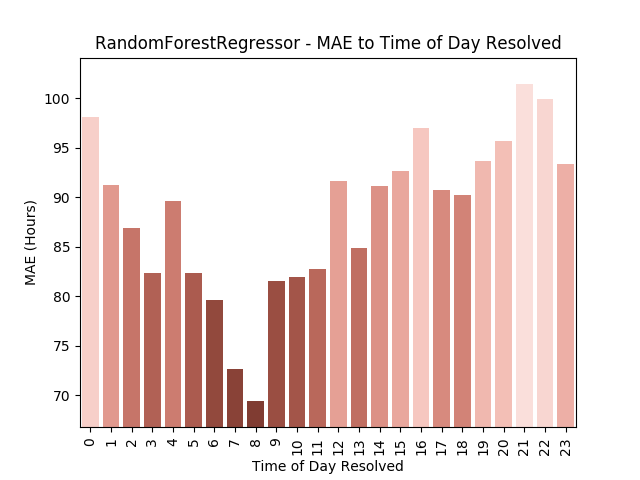 RandomForestRegressor - MAE to Time of Day Resolved
100
95
90
85
80
75
70
MAE (Hours)
0 1 2 3 4 5 6 7 8 9 10 11 12 13 14 15 16 17 18 19 20 21 22 23
Time of Day Resolved